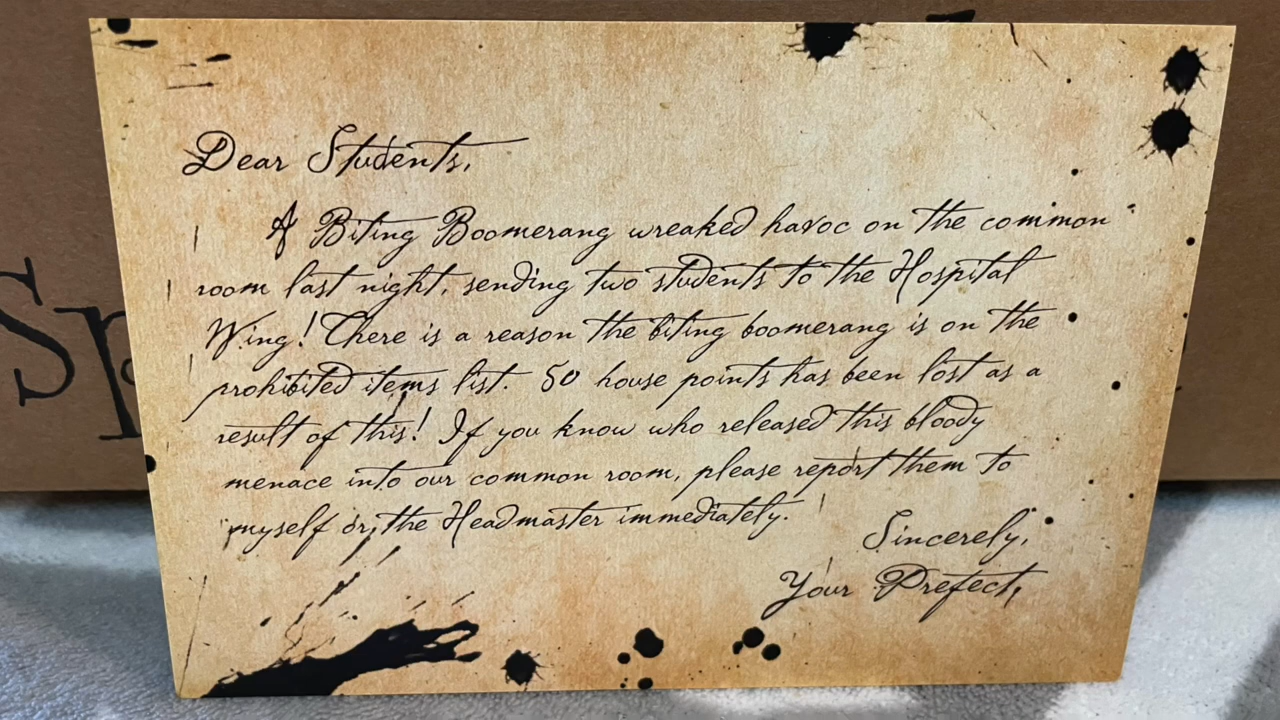 Dear Students,
A Biting Boomerang wreaked havoc on the common
room last night, sending two students to the Hospital
Wing! There is a reason the biting boomerang is on the
prohibited items list. 50 house points has been lost as a
result of this! If you know who released this bloody
menace into our common room, please report them to
myself or the Headmaster immediately.
Sincerely,
Your Prefect,